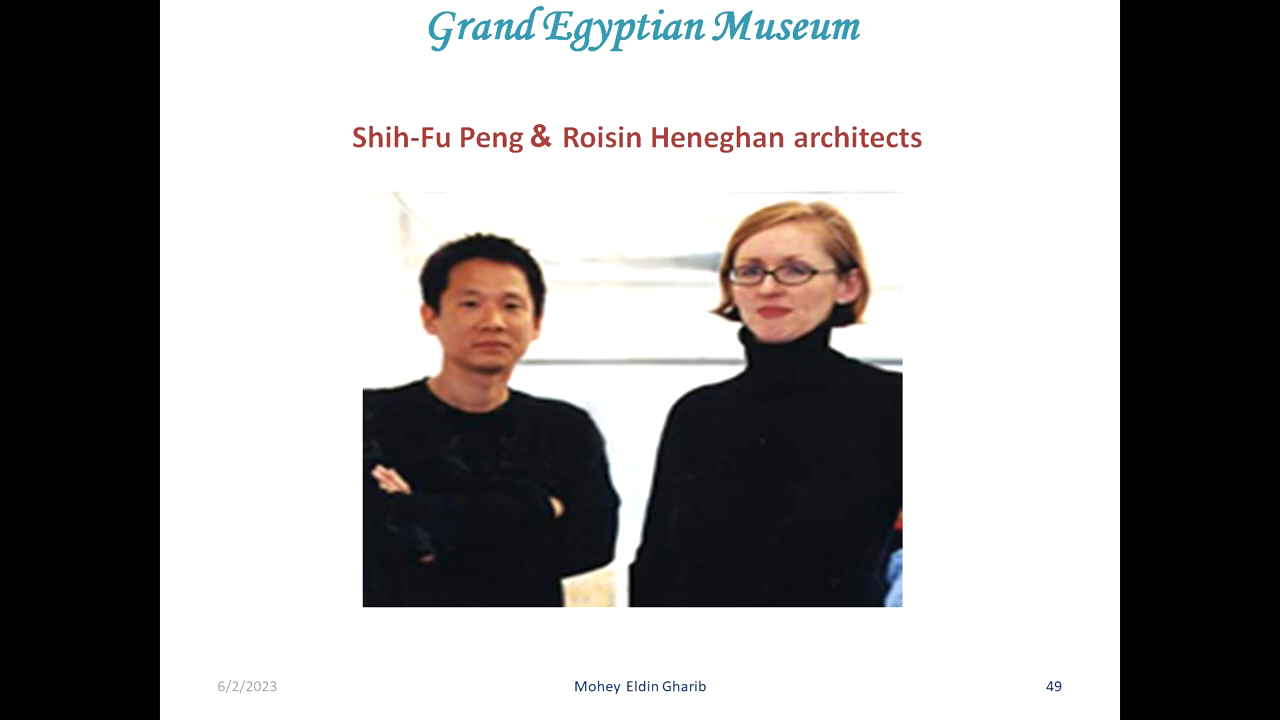 Grand Egyptian Museum
Shih-Fu Peng & Roisin Heneghan architects
6/2/2023
Mohey Eldin Gharib
49